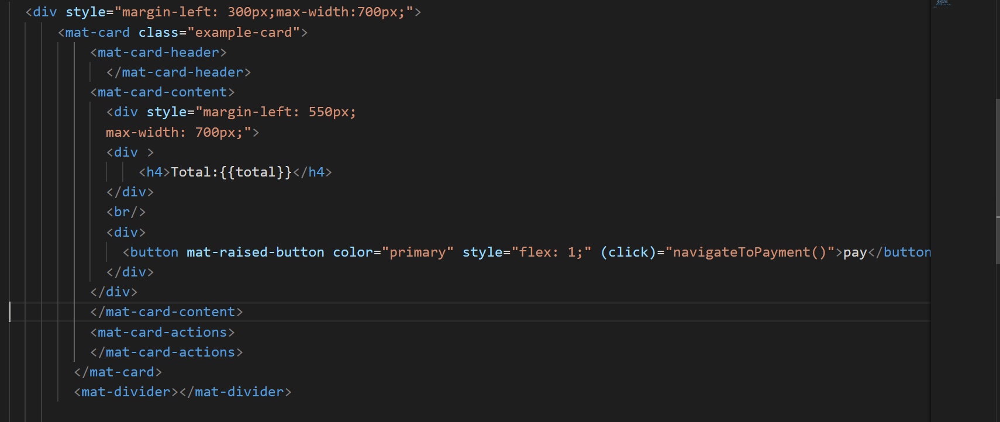 <div style="margin-left: 300px;max-width:700px;">
<mat-card class="example-card">
<mat-card-header>
</mat-card-header>
<mat-card-content>
<div style="margin-left: 550px;
max-width: 700px;">
<div >
<h4>Total:{{total}}</h4>
</div>
<br/>
<div>
<button mat-raised-button color="primary" style="flex: 1;" (click)="navigateToPayment()">pay</button
</div>
</div>
</mat-card-content>
<mat-card-actions>
</mat-card-actions>
</mat-card>
<mat-divider></mat-divider>